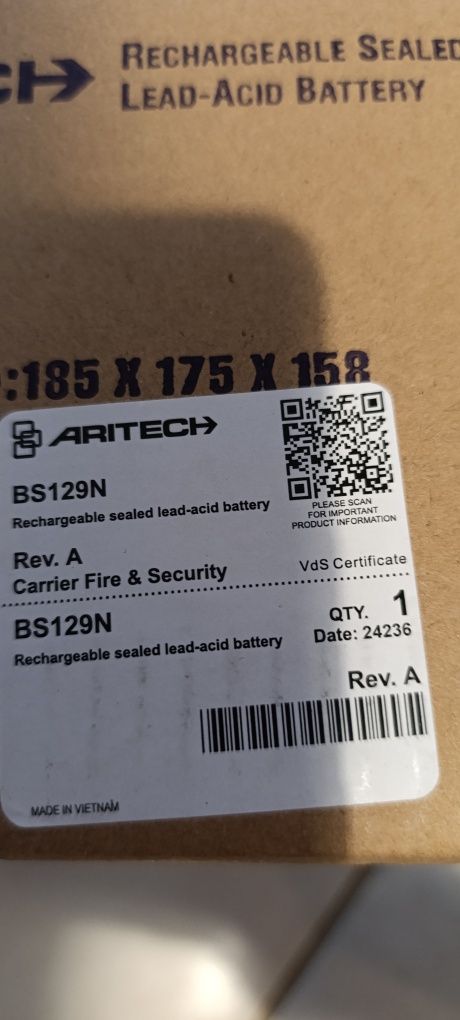 RECHARGEABLE SEALED
LEAD-ACID BATTERY
:185 X 175 X 158
ARITECH
BS129N
Rechargeable sealed lead-acid battery
PLEASE SCAN
FOR IMPORTANT
PRODUCT INFORMATION
Rev. A
Carrier Fire & Security
VdS Certificate
BS129N
Rechargeable sealed lead-acid battery
QTY. 1
Date: 24236
Rev. A
MADE IN VIETNAM